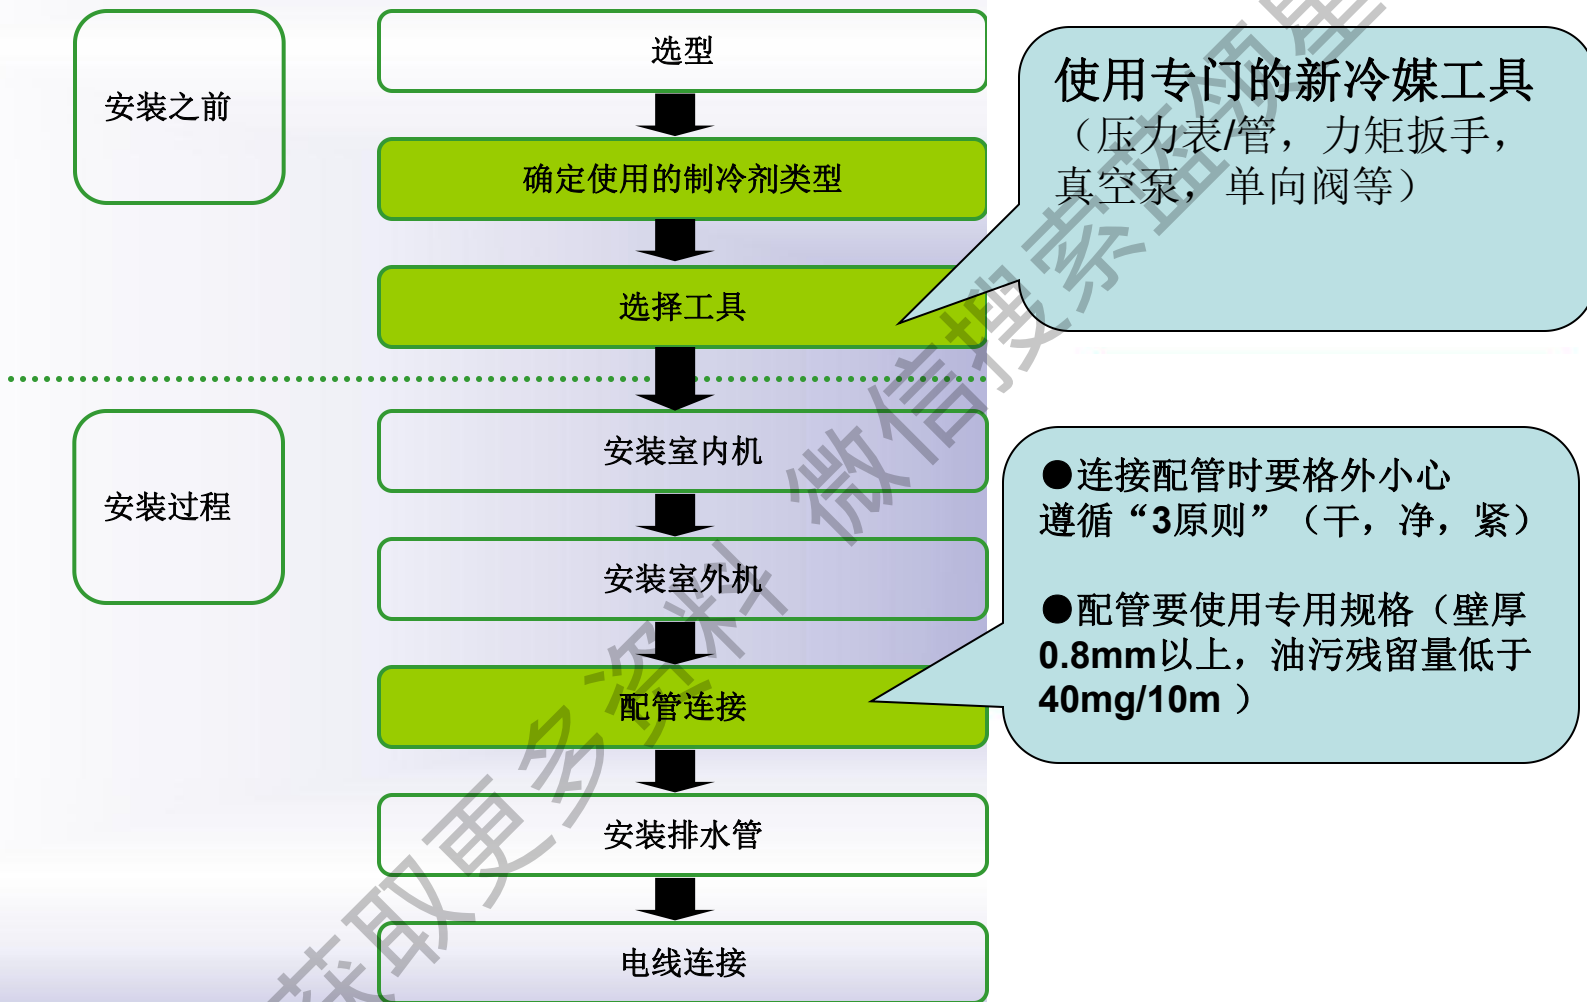 安装之前
选型
确定使用的制冷剂类型
选择工具
使用专门的新冷媒工具
（压力表/管，力矩扳手，
真空泵，单向阀等）
安装过程
安装室内机
安装室外机
配管连接
安装排水管
电线连接
●连接配管时要格外小心
遵循“3原则”（干，净，紧）
●配管要使用专用规格（壁厚
0.8mm以上，油污残留量低于
40mg/10m ）
获取更多资料 微信搜索蓝领星